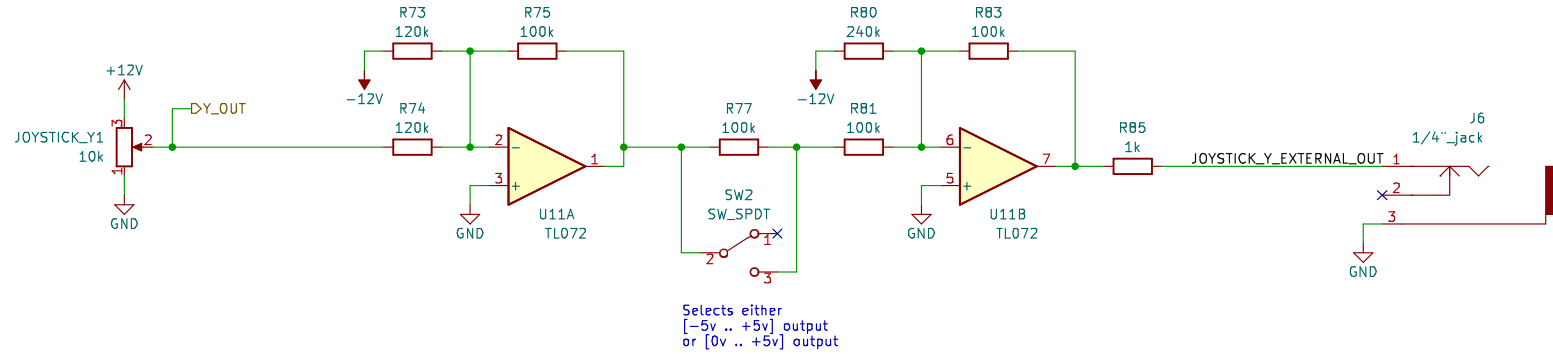 R73
120k
R75
100k
R80
240k
R83
100k
+12V
-12V
-12V
Y_OUT
R74
120k
R77
100k
R81
100k
R85
1k
J6
1/4"_jack
JOYSTICK_Y1
10k
3
2
1
GND
2
3
1
−
+
U11A
TL072
GND
SW2
SW_SPDT
1
2
3
6
5
7
−
+
U11B
TL072
GND
JOYSTICK_Y_EXTERNAL_OUT
1
2
3
GND
Selects either
[-5v .. +5v] output
or [0v .. +5v] output